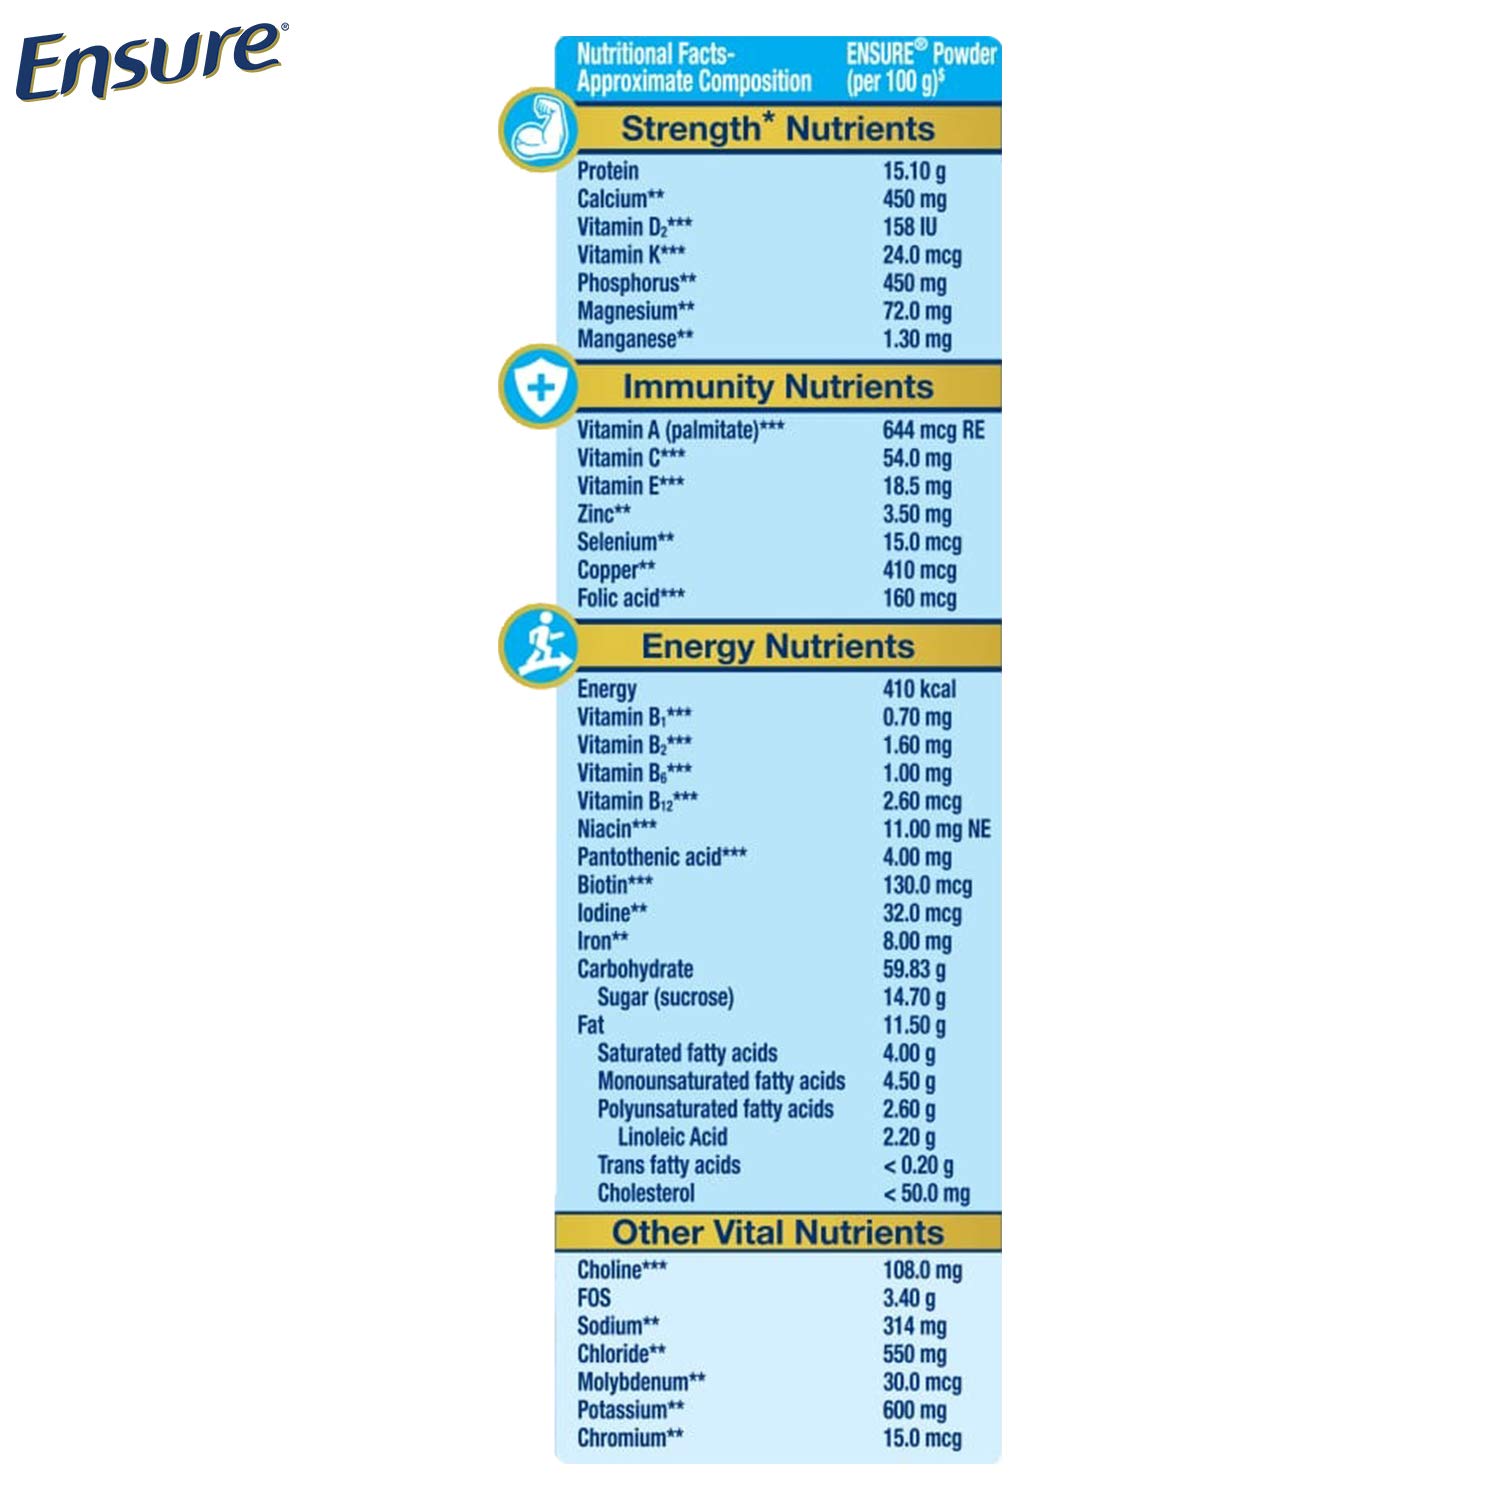 Ensure®
Nutritional Facts- ENSURE® Powder
Approximate Composition (per 100 g)$
Strength* Nutrients
Protein 15.10 g
Calcium** 450 mg
Vitamin D₂*** 158 IU
Vitamin K*** 24.0 mcg
Phosphorus** 450 mg
Magnesium** 72.0 mg
Manganese** 1.30 mg
Immunity Nutrients
Vitamin A (palmitate)*** 644 mcg RE
Vitamin C*** 54.0 mg
Vitamin E*** 18.5 mg
Zinc** 3.50 mg
Selenium** 15.0 mcg
Copper** 410 mcg
Folic acid*** 160 mcg
Energy Nutrients
Energy 410 kcal
Vitamin B₁*** 0.70 mg
Vitamin B₂*** 1.60 mg
Vitamin B₆*** 1.00 mg
Vitamin B₁₂*** 2.60 mcg
Niacin*** 11.00 mg NE
Pantothenic acid*** 4.00 mg
Biotin*** 130.0 mcg
Iodine** 32.0 mcg
Iron** 8.00 mg
Carbohydrate 59.83 g
Sugar (sucrose) 14.70 g
Fat 11.50 g
Saturated fatty acids 4.00 g
Monounsaturated fatty acids 4.50 g
Polyunsaturated fatty acids 2.60 g
Linoleic Acid 2.20 g
Trans fatty acids < 0.20 g
Cholesterol < 50.0 mg
Other Vital Nutrients
Choline*** 108.0 mg
FOS 3.40 g
Sodium** 314 mg
Chloride** 550 mg
Molybdenum** 30.0 mcg
Potassium** 600 mg
Chromium** 15.0 mcg